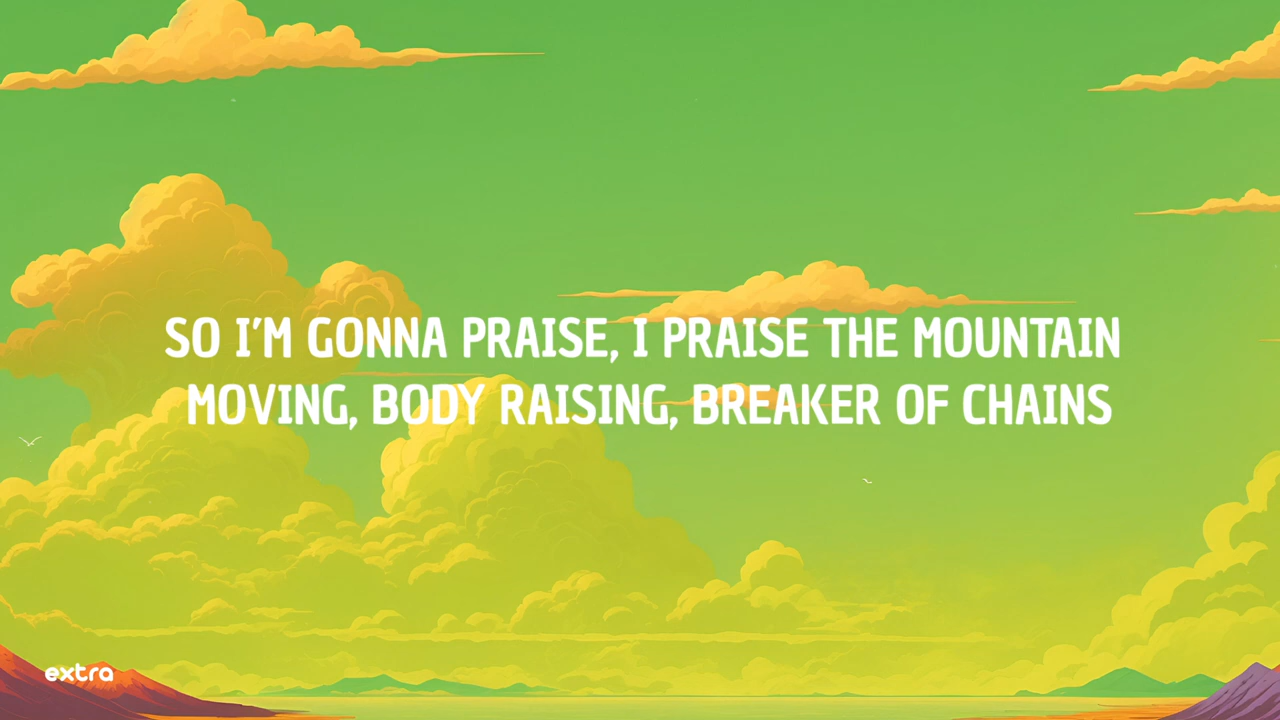 SO I'M GONNA PRAISE, I PRAISE THE MOUNTAIN
MOVING, BODY RAISING, BREAKER OF CHAINS
extra